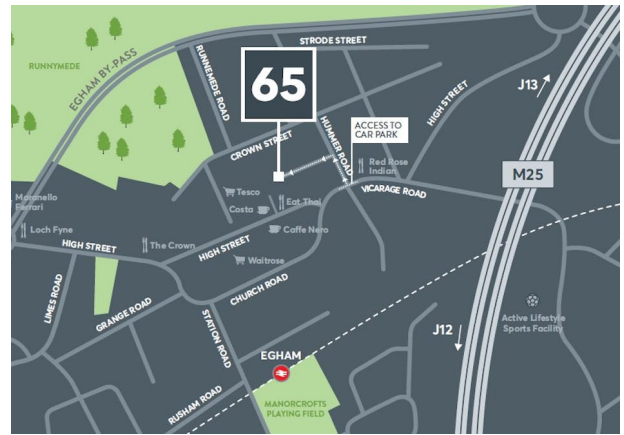 STRODE STREET
RUNNYMEDE
EGHAM BY-PASS
RUNNEMEDE ROAD
65
J13
HIGH STREET
HUMMER ROAD
ACCESS TO
CAR PARK
CROWN STREET
Red Rose
Indian
M25
VICARAGE ROAD
Tesco
Eat Thai
Costa
Maranello
Ferrari
Loch Fyne
Caffe Nero
HIGH STREET
The Crown
HIGH STREET
Waitrose
LIMES ROAD
CHURCH ROAD
GRANGE ROAD
STATION ROAD
Active Lifestyle
Sports Facility
J12
EGHAM
RUSHAM ROAD
MANORCROFTS
PLAYING FIELD